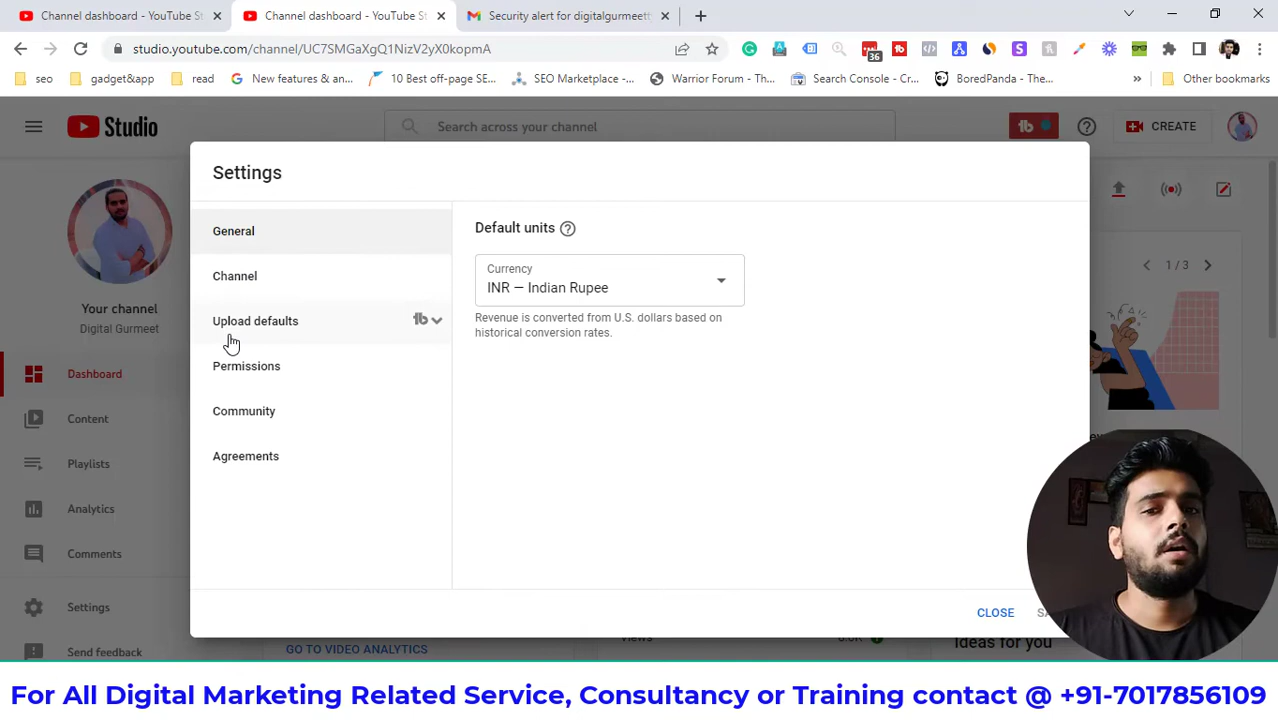 Channel dashboard - YouTube St
Channel dashboard - YouTube St
Security alert for digitalgurmeett
studio.youtube.com/channel/UC7SMGaXgQ1NizV2yX0kopmA
36
seo
gadget&app
read
New features & an...
10 Best off-page SE...
SEO Marketplace -...
Warrior Forum - Th...
Search Console - Cr...
BoredPanda - The...
»
Other bookmarks
Studio
Search across your channel
CREATE
Settings
General
Channel
Upload defaults
Permissions
Community
Agreements
Default units
Currency
INR — Indian Rupee
Revenue is converted from U.S. dollars based on
historical conversion rates.
CLOSE
Your channel
Digital Gurmeet
Dashboard
Content
Playlists
Analytics
Comments
Settings
Send feedback
1 / 3
GO TO VIDEO ANALYTICS
Views
Ideas for you
For All Digital Marketing Related Service, Consultancy or Training contact @ +91-7017856109